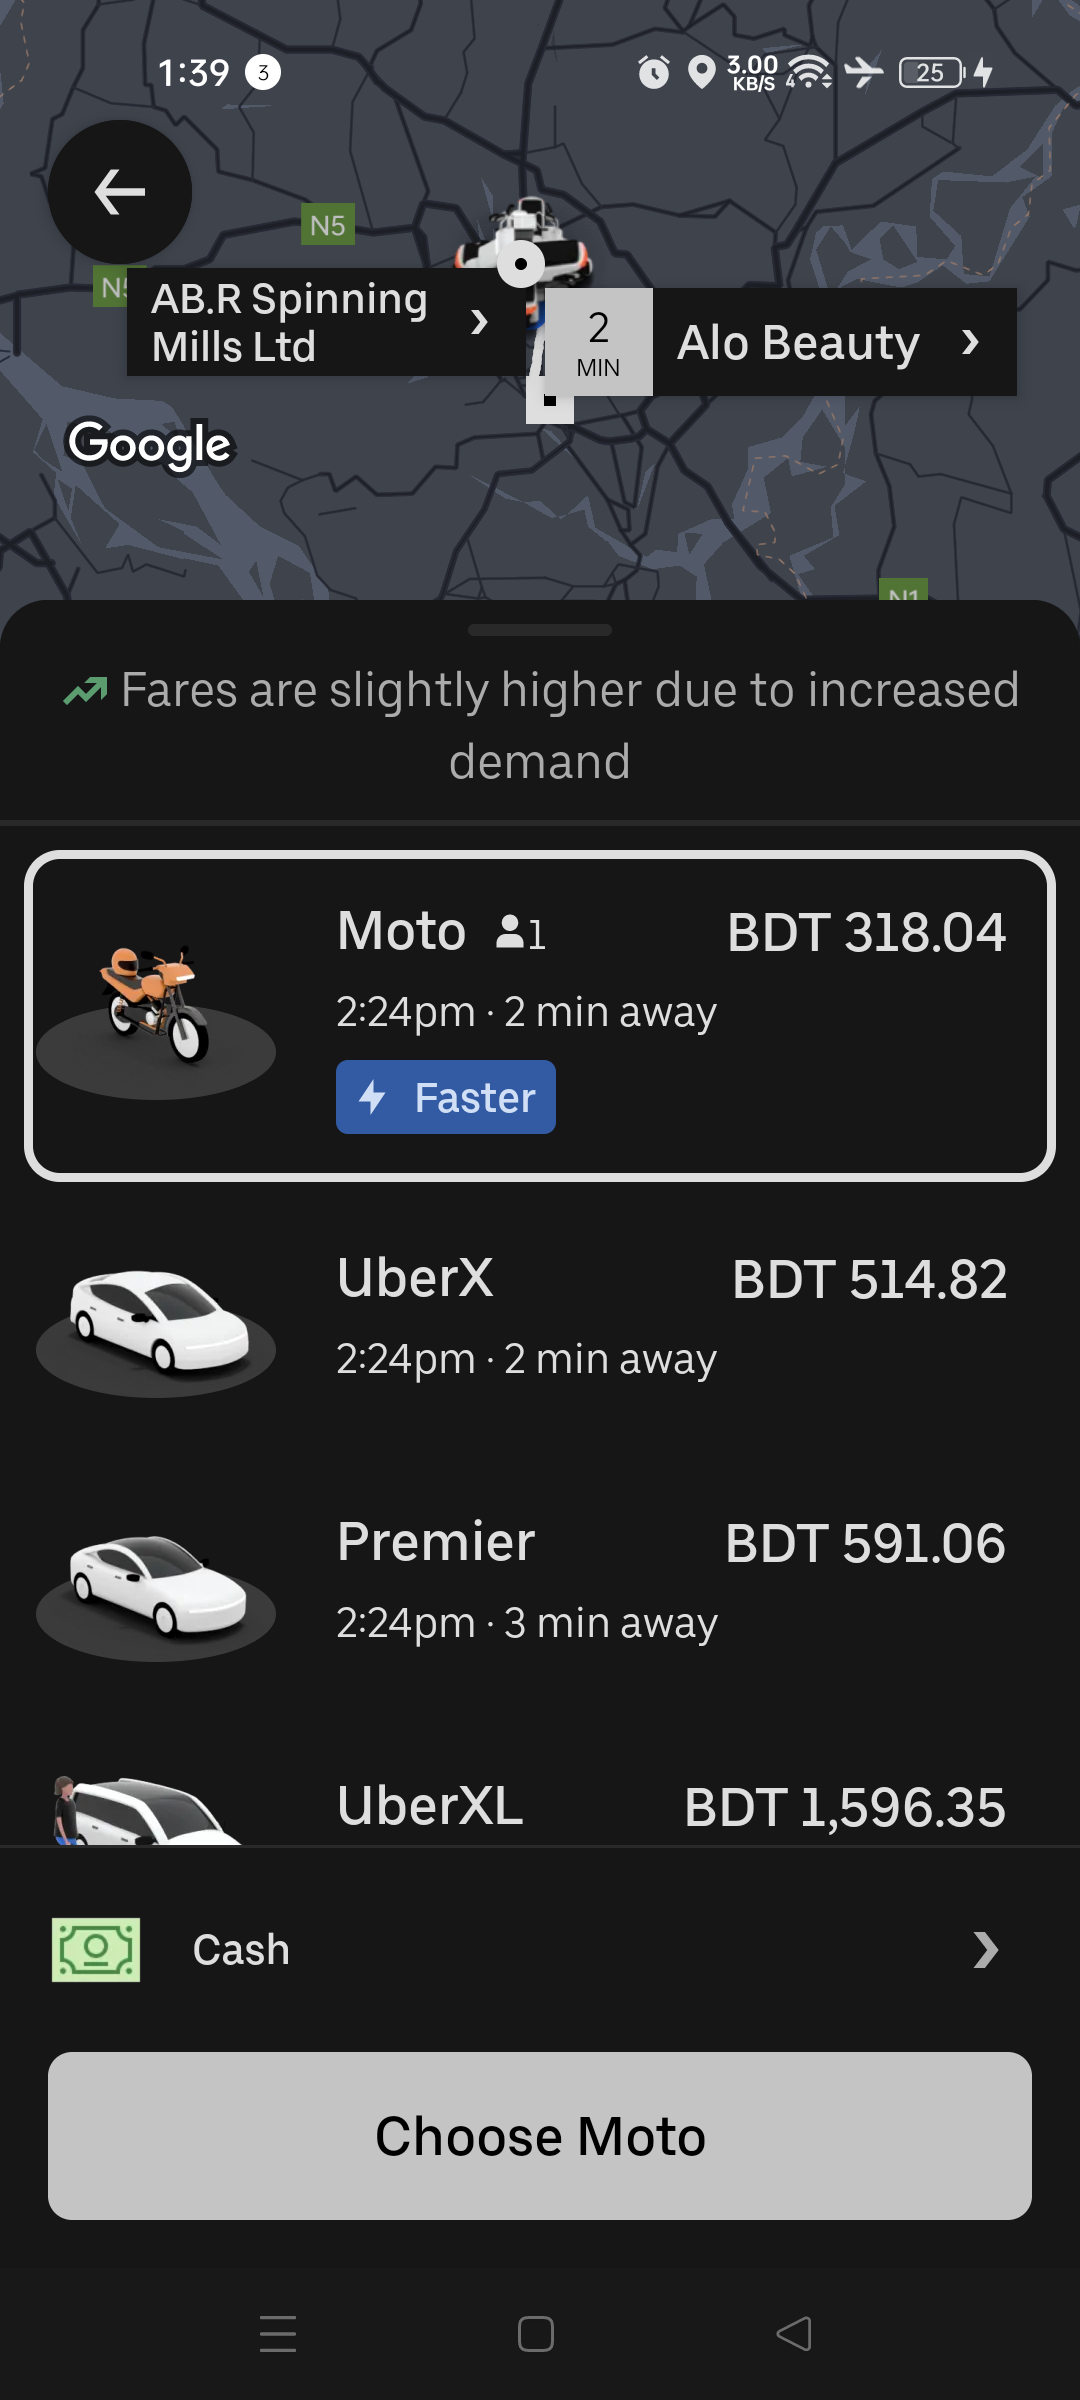 1:39 3 3.00 KB/S 4 25
N5
AB.R Spinning
Mills Ltd
2
MIN
Alo Beauty
Google
Fares are slightly higher due to increased
demand
Moto 1 BDT 318.04
2:24pm · 2 min away
Faster
UberX BDT 514.82
2:24pm · 2 min away
Premier BDT 591.06
2:24pm · 3 min away
UberXL BDT 1,596.35
Cash
Choose Moto